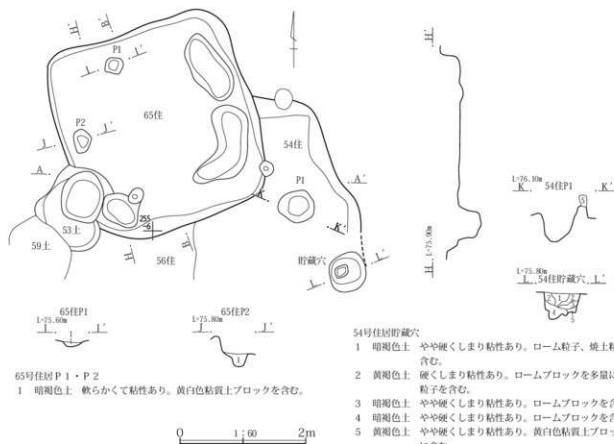 H'
B'
P1
I'
I
65住
P2
J'
J
A
54住
A'
P1
K
K'
53土
255
-6
59土
56住
H
B'
貯蔵穴
L
L'
H'
L=75.90m
H
L=76.10m
K 54住P1 K'
S
L=75.80m
L 54住貯蔵穴 L'
1
4
5
65住P1
L=75.60m
I I'
1
65住P2
L=75.80m
J J'
1
65号住居P1・P2
1 暗褐色土 軟らかくて粘性あり。黄白色粘質土ブロックを含む。
54号住居貯蔵穴
1 暗褐色土 やや硬くしまり粘性あり。ローム粒子、焼土粒
含む。
2 黄褐色土 硬くしまり粘性あり。ロームブロックを多量に
粒子を含む。
3 暗褐色土 やや硬くしまり粘性あり。ロームブロックを含
4 暗褐色土 やや硬くしまり粘性あり。ロームブロックを含
5 黄褐色土 やや硬くしまり粘性あり。黄白色粘質土ブロッ
0 1:60 2m